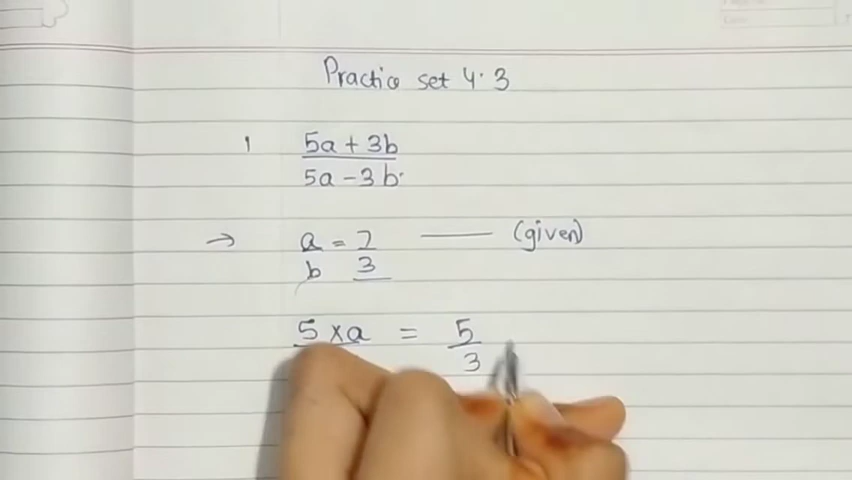 Practice set 4.3
1 5a + 3b
5a - 3b.
→ a = 7 —— (given)
b 3
5 x a = 5
3